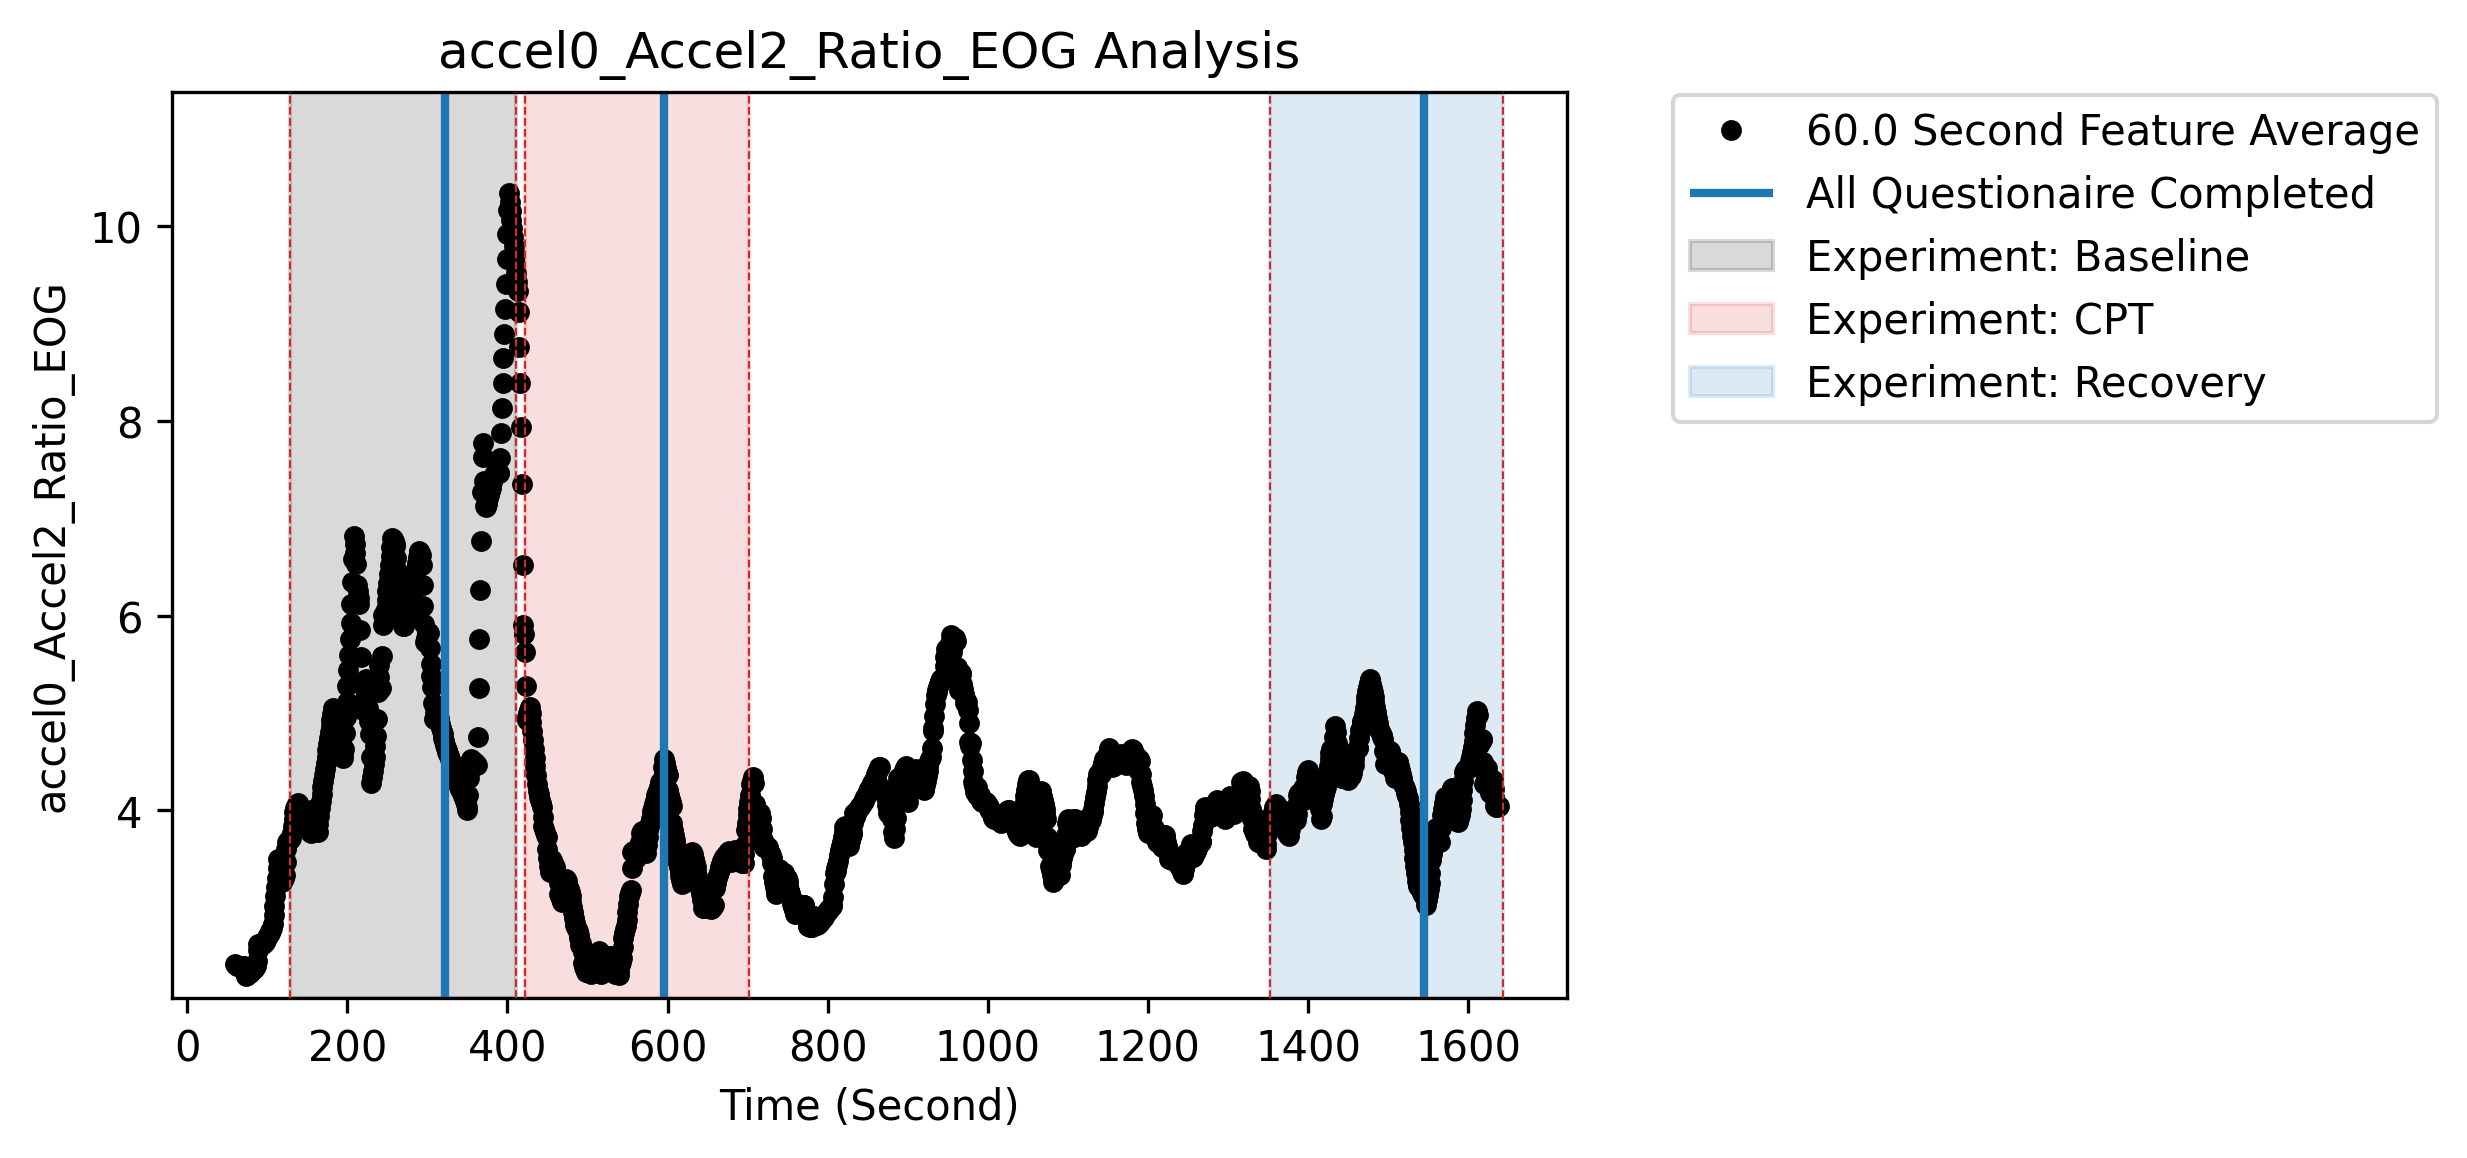 accel0_Accel2_Ratio_EOG Analysis
accel0_Accel2_Ratio_EOG
10
8
6
4
0 200 400 600 800 1000 1200 1400 1600
Time (Second)
60.0 Second Feature Average
All Questionaire Completed
Experiment: Baseline
Experiment: CPT
Experiment: Recovery